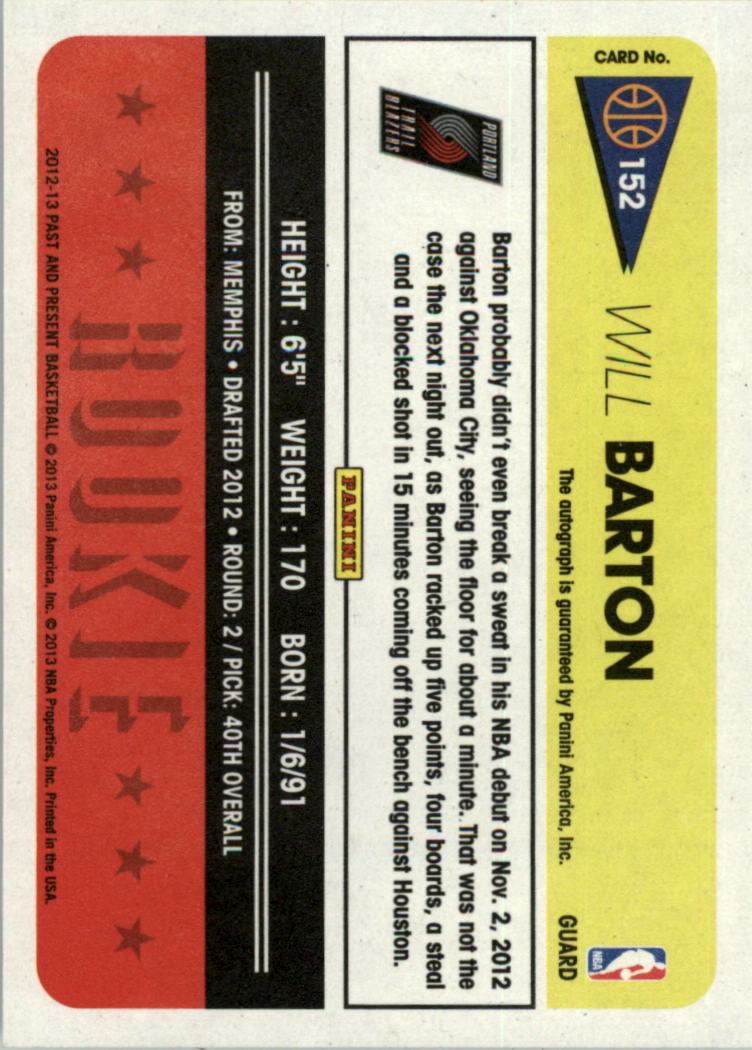 CARD No.
152
WILL BARTON
The autograph is guaranteed by Panini America, Inc.
GUARD
NBA
PORTLAND
TRAIL
BLAZERS
Barton probably didn't even break a sweat in his NBA debut on Nov. 2, 2012
against Oklahoma City, seeing the floor for about a minute. That was not the
case the next night out, as Barton racked up five points, four boards, a steal
and a blocked shot in 15 minutes coming off the bench against Houston.
PANINI
HEIGHT : 6'5" WEIGHT : 170 BORN : 1/6/91
FROM: MEMPHIS • DRAFTED 2012 • ROUND: 2 / PICK: 40TH OVERALL
ROOKIE
2012-13 PAST AND PRESENT BASKETBALL © 2013 Panini America, Inc. © 2013 NBA Properties, Inc. Printed in the USA.